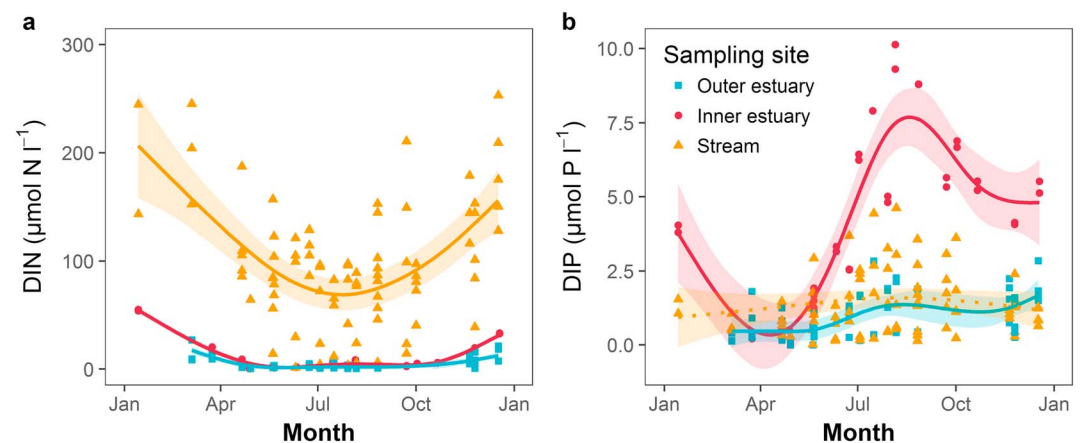 a
DIN (μmol N l⁻¹)
300
200
100
0
Jan
Apr
Jul
Oct
Jan
Month
b
DIP (μmol P l⁻¹)
10.0
7.5
5.0
2.5
0.0
Sampling site
Outer estuary
Inner estuary
Stream
Jan
Apr
Jul
Oct
Jan
Month